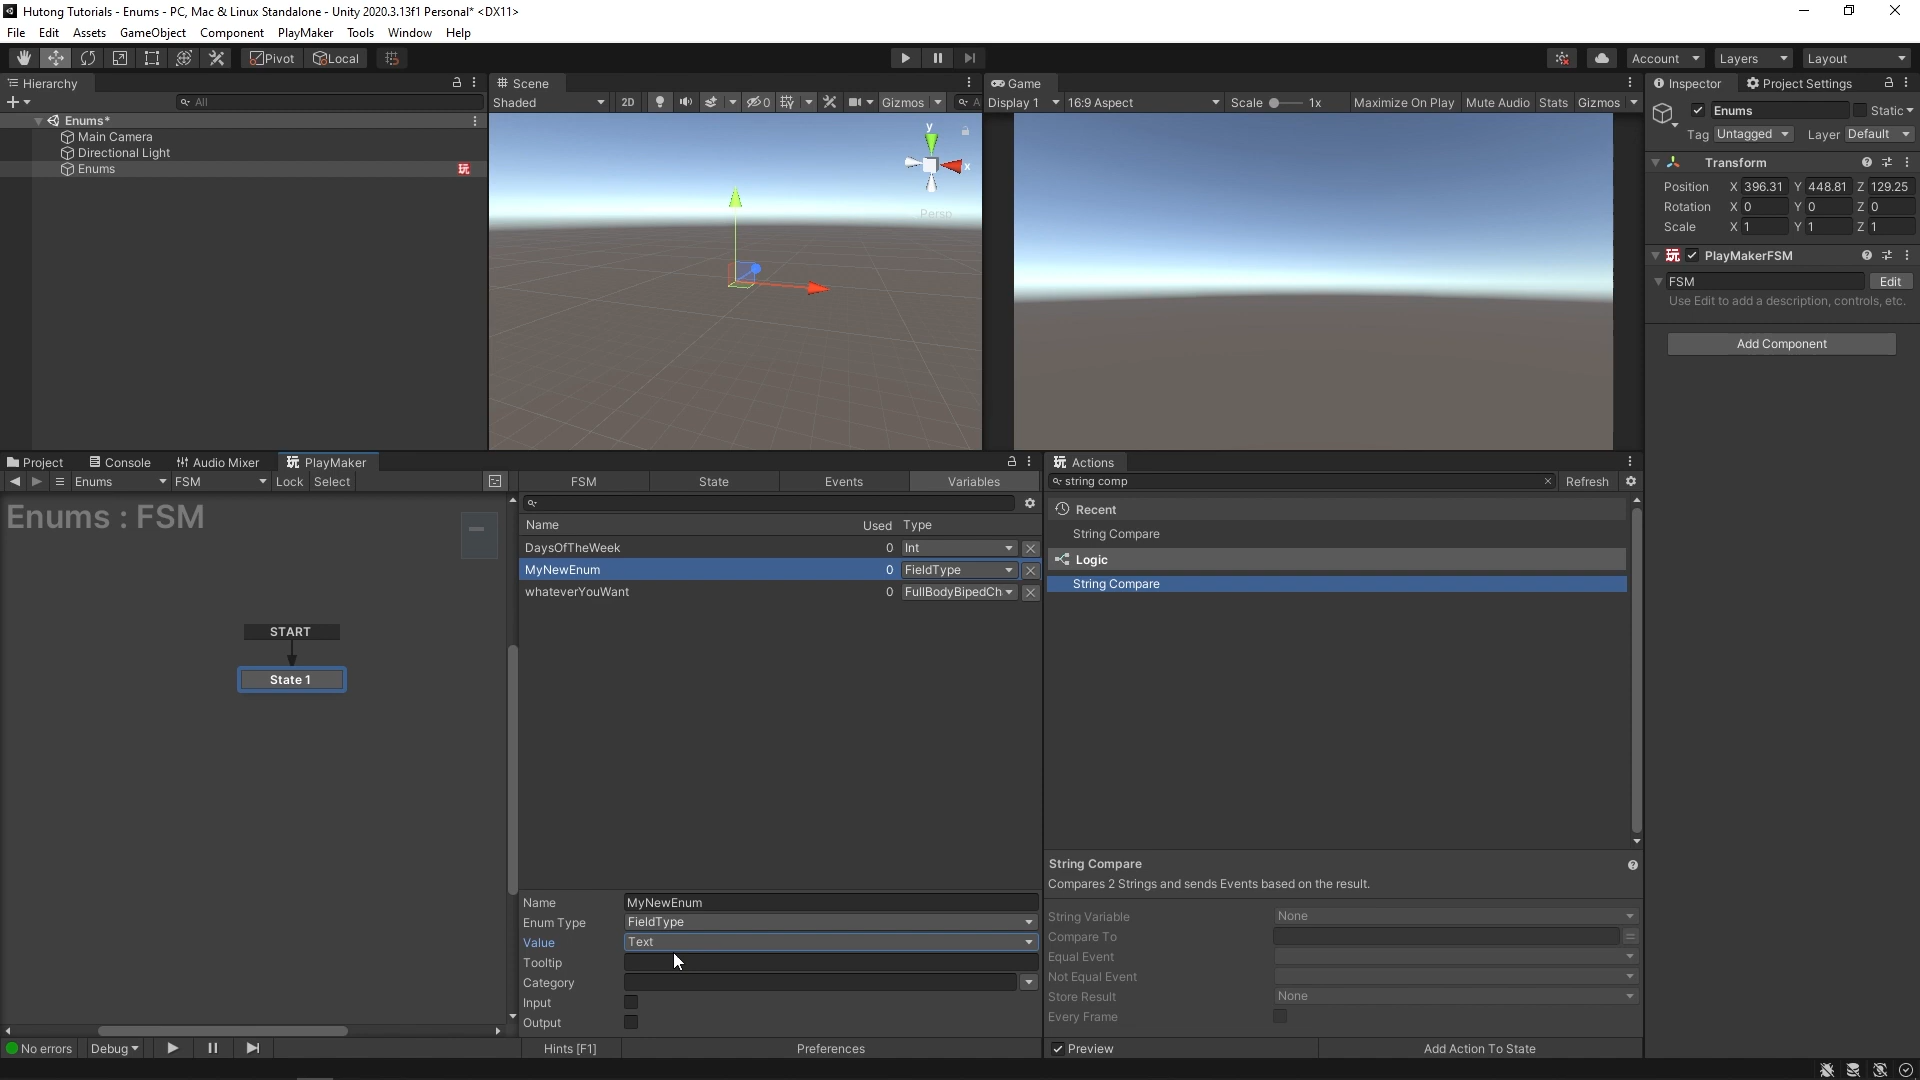 Hutong Tutorials - Enums - PC, Mac & Linux Standalone - Unity 2020.3.13f1 Personal* <DX11>
File Edit Assets GameObject Component PlayMaker Tools Window Help
Pivot Local Account Layers Layout
Hierarchy
All
Enums*
Main Camera
Directional Light
Enums
Scene
Shaded 2D 0 Gizmos A
y
x
Persp
Game
Display 1 16:9 Aspect Scale 1x Maximize On Play Mute Audio Stats Gizmos
Inspector Project Settings
Enums Static
Tag Untagged Layer Default
Transform
Position X 396.31 Y 448.81 Z 129.25
Rotation X 0 Y 0 Z 0
Scale X 1 Y 1 Z 1
玩 PlayMakerFSM
FSM Edit
Use Edit to add a description, controls, etc.
Add Component
Project Console Audio Mixer 玩 PlayMaker
Enums FSM Lock Select
Enums : FSM
START
State 1
No errors Debug
FSM State Events Variables
Name Used Type
DaysOfTheWeek 0 Int
MyNewEnum 0 FieldType
whateverYouWant 0 FullBodyBipedCh
Name MyNewEnum
Enum Type FieldType
Value Text
Tooltip
Category
Input
Output
Hints [F1] Preferences
玩 Actions
string comp Refresh
Recent
String Compare
Logic
String Compare
String Compare
Compares 2 Strings and sends Events based on the result.
String Variable None
Compare To
Equal Event
Not Equal Event
Store Result None
Every Frame
Preview Add Action To State